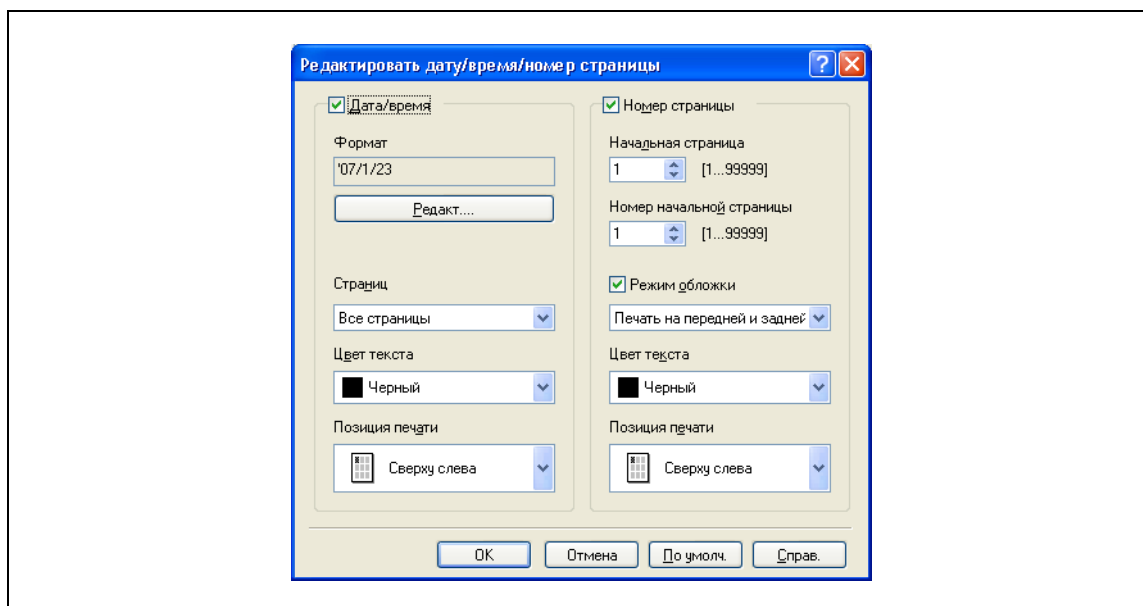 Редактировать дату/время/номер страницы
Дата/время
Формат
'07/1/23
Редакт....
Страниц
Все страницы
Цвет текста
Черный
Позиция печати
Сверху слева
Номер страницы
Начальная страница
1 [1...99999]
Номер начальной страницы
1 [1...99999]
Режим обложки
Печать на передней и задней
Цвет текста
Черный
Позиция печати
Сверху слева
OK Отмена По умолч. Справ.